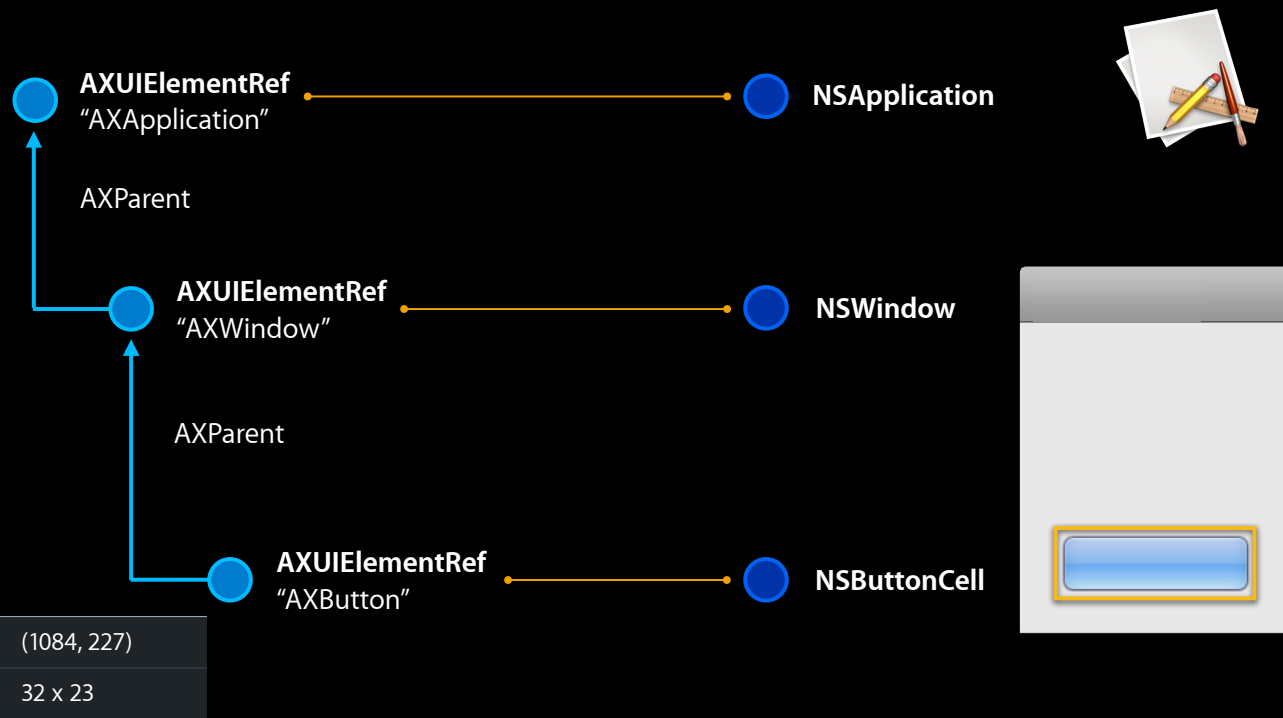 AXUIElementRef
“AXApplication”
NSApplication
AXParent
AXUIElementRef
“AXWindow”
NSWindow
AXParent
AXUIElementRef
“AXButton”
NSButtonCell
(1084, 227)
32 x 23